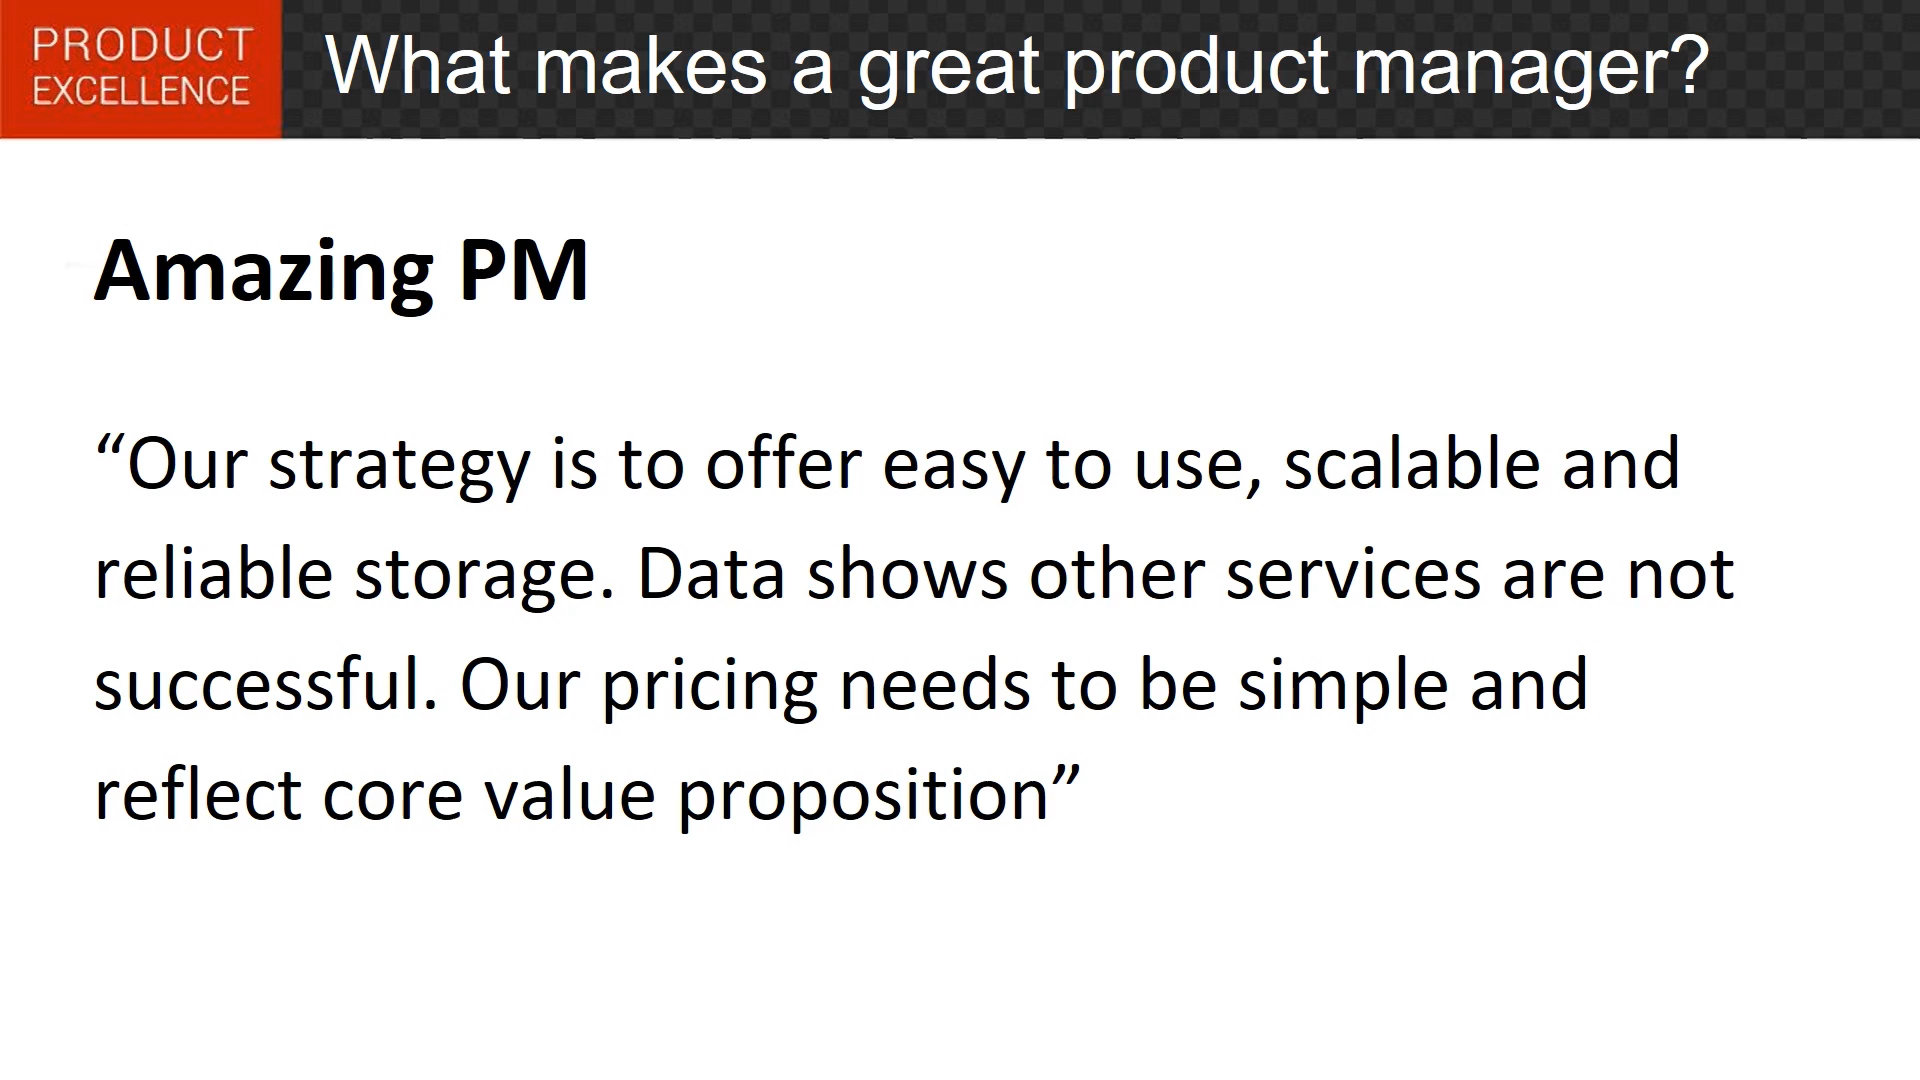 PRODUCT
EXCELLENCE
What makes a great product manager?
Amazing PM
“Our strategy is to offer easy to use, scalable and
reliable storage. Data shows other services are not
successful. Our pricing needs to be simple and
reflect core value proposition”